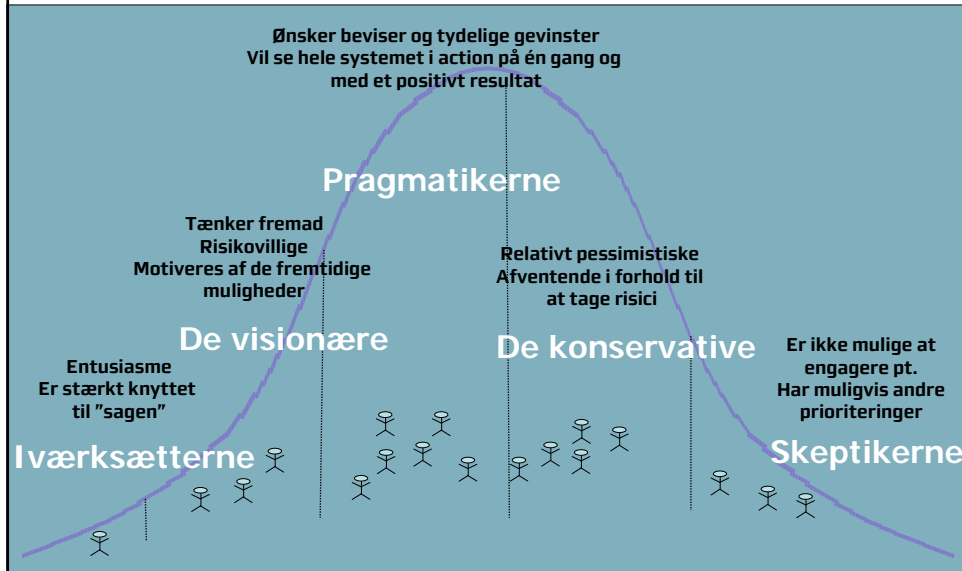 Ønsker beviser og tydelige gevinster
Vil se hele systemet i action på én gang og
med et positivt resultat
Pragmatikerne
Tænker fremad
Risikovillige
Motiveres af de fremtidige
muligheder
De visionære
Relativt pessimistiske
Afventende i forhold til
at tage risici
De konservative
Entusiasme
Er stærkt knyttet
til ”sagen”
Iværksætterne
Er ikke mulige at
engagere pt.
Har muligvis andre
prioriteringer
Skeptikerne